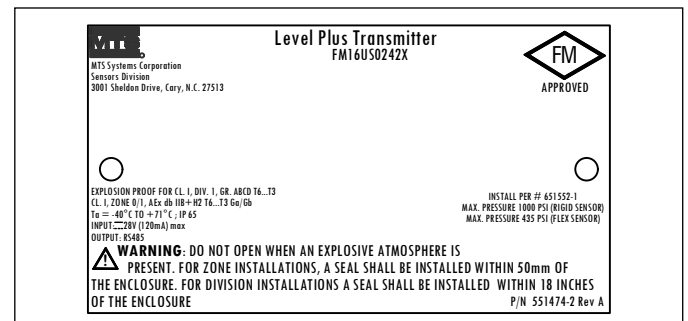 MTS
Level Plus Transmitter
FM16US0242X
MTS Systems Corporation
Sensors Division
3001 Sheldon Drive, Cary, N.C. 27513
FM
APPROVED
EXPLOSION PROOF FOR CL. I, DIV. 1, GR. ABCD T6...T3
CL. I, ZONE 0/1, AEx db IIB+H2 T6...T3 Ga/Gb
Ta = -40°C TO +71°C ; IP 65
INPUT:⎓28V (120mA) max
OUTPUT: RS485
INSTALL PER # 651552-1
MAX. PRESSURE 1000 PSI (RIGID SENSOR)
MAX. PRESSURE 435 PSI (FLEX SENSOR)
WARNING: DO NOT OPEN WHEN AN EXPLOSIVE ATMOSPHERE IS
PRESENT. FOR ZONE INSTALLATIONS, A SEAL SHALL BE INSTALLED WITHIN 50mm OF
THE ENCLOSURE. FOR DIVISION INSTALLATIONS A SEAL SHALL BE INSTALLED WITHIN 18 INCHES
OF THE ENCLOSURE
P/N 551474-2 Rev A